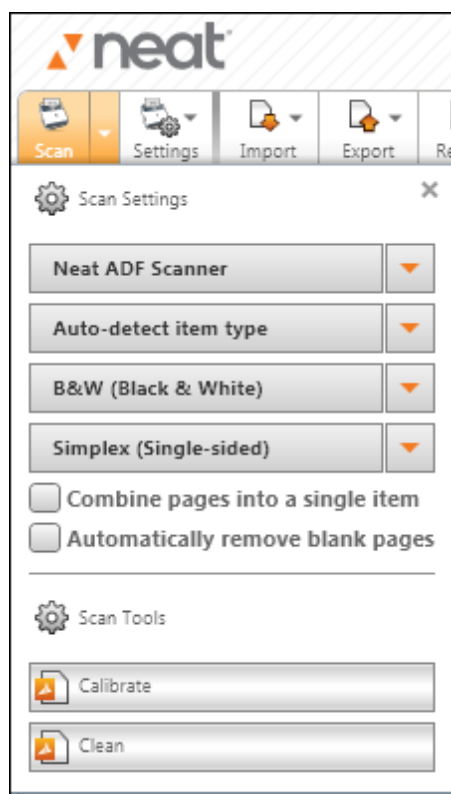 neat
Scan Settings Import Export Re
Scan Settings
Neat ADF Scanner
Auto-detect item type
B&W (Black & White)
Simplex (Single-sided)
Combine pages into a single item
Automatically remove blank pages
Scan Tools
Calibrate
Clean